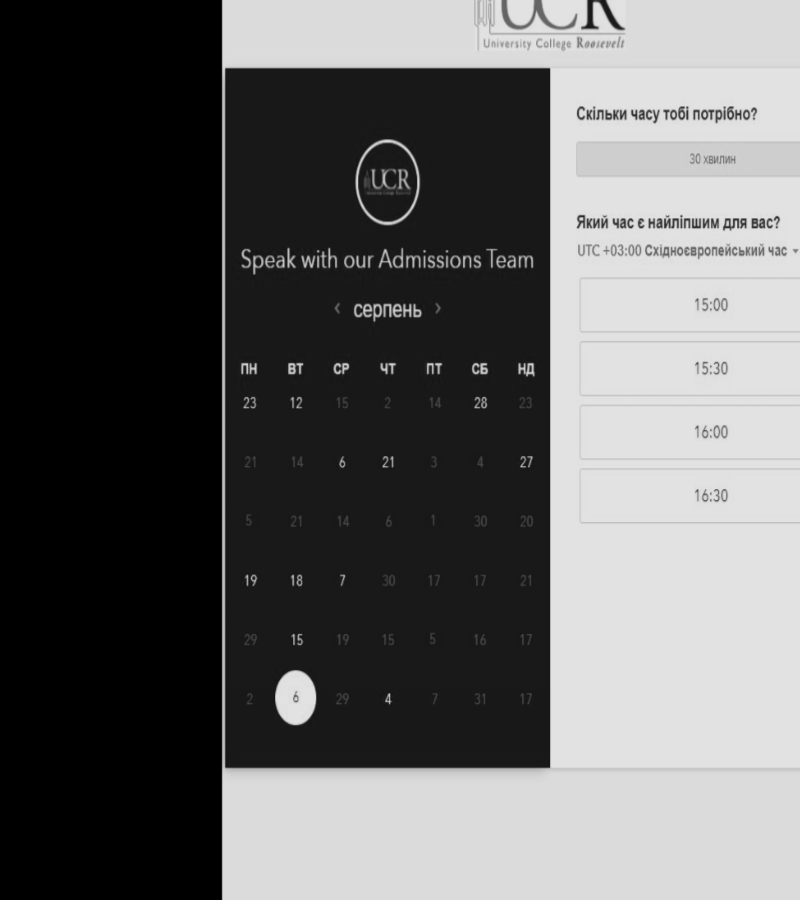 UCR
University College Roosevelt
UCR
Speak with our Admissions Team
‹ серпень ›
ПН ВТ СР ЧТ ПТ СБ НД
23 12 15 2 14 28 23
21 14 6 21 3 4 27
5 21 14 6 1 30 20
19 18 7 30 17 17 21
29 15 19 15 5 16 17
2 6 29 4 7 31 17
Скільки часу тобі потрібно?
30 хвилин
Який час є найліпшим для вас?
UTC +03:00 Східноєвропейський час
15:00
15:30
16:00
16:30